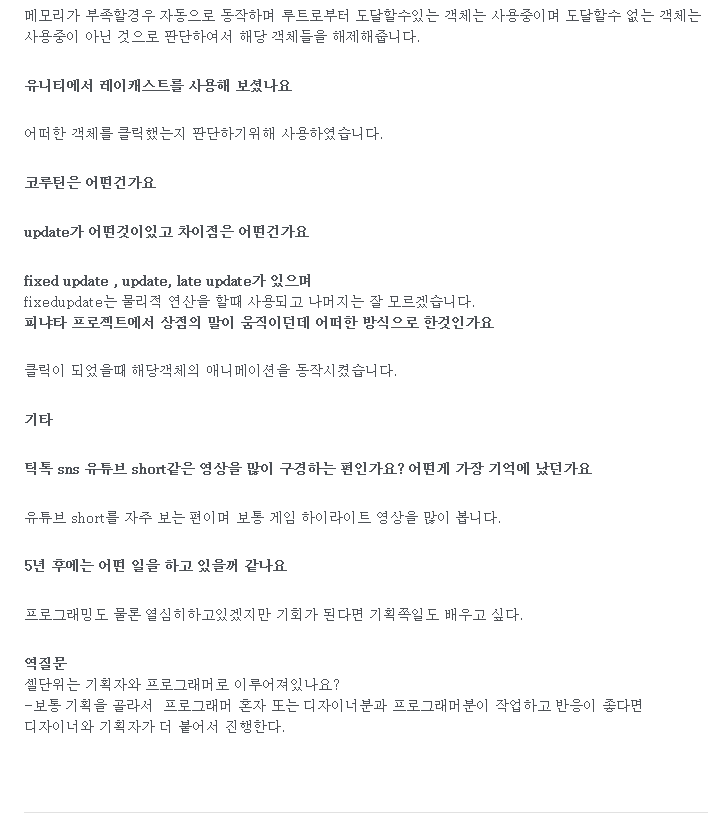 메모리가 부족할경우 자동으로 동작하며 루트로부터 도달할수있는 객체는 사용중이며 도달할수 없는 객체는
사용중이 아닌 것으로 판단하여서 해당 객체들을 해제해줍니다.
유니티에서 레이캐스트를 사용해 보셨나요
어떠한 객체를 클릭했는지 판단하기위해 사용하였습니다.
코루틴은 어떤건가요
update가 어떤것이있고 차이점은 어떤건가요
fixed update , update, late update가 있으며
fixedupdate는 물리적 연산을 할때 사용되고 나머지는 잘 모르겠습니다.
피냐타 프로젝트에서 상점의 말이 움직이던데 어떠한 방식으로 한것인가요
클릭이 되었을때 해당객체의 애니메이션을 동작시켰습니다.
기타
틱톡 sns 유튜브 short같은 영상을 많이 구경하는 편인가요? 어떤게 가장 기억에 났던가요
유튜브 short를 자주 보는 편이며 보통 게임 하이라이트 영상을 많이 봅니다.
5년 후에는 어떤 일을 하고 있을꺼 같나요
프로그래밍도 물론 열심히하고있겠지만 기회가 된다면 기획쪽일도 배우고 싶다.
역질문
셀단위는 기획자와 프로그래머로 이루어져있나요?
-보통 기획을 골라서  프로그래머 혼자 또는 디자이너분과 프로그래머분이 작업하고 반응이 좋다면
디자이너와 기획자가 더 붙어서 진행한다.